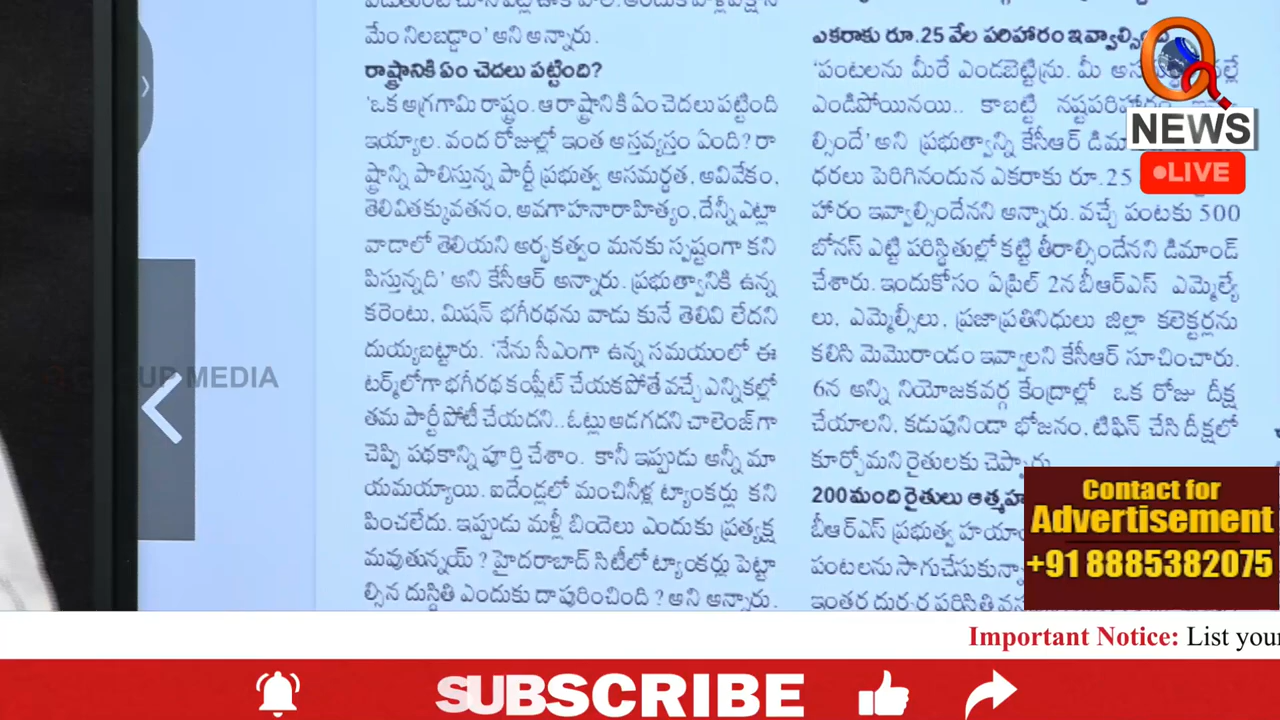 మేం నిలబడ్డాం' అని అన్నారు.
రాష్ట్రానికి ఏం చెదలు పట్టింది?
'ఒక అగ్రగామి రాష్ట్రం. ఆ రాష్ట్రానికి ఏం చెదలు పట్టింది
ఇయ్యాల. వంద రోజుల్లో ఇంత అస్తవ్యస్తం ఏంది? రా
ష్ట్రాన్ని పాలిస్తున్న పార్టీ ప్రభుత్వ అసమర్థత, అవివేకం,
తెలివితక్కువతనం, అవగాహనారాహిత్యం, దేన్నీ ఎట్లా
వాడాలో తెలియని అర్భకత్వం మనకు స్పష్టంగా కని
పిస్తున్నది' అని కేసీఆర్ అన్నారు. ప్రభుత్వానికి ఉన్న
కరెంటు, మిషన్ భగీరథను వాడు కునే తెలివి లేదని
దుయ్యబట్టారు. 'నేను సీఎంగా ఉన్న సమయంలో ఈ
టర్మ్‌లోగా భగీరథ కంప్లీట్ చేయకపోతే వచ్చే ఎన్నికల్లో
తమ పార్టీ పోటీ చేయదని.. ఓట్లు అడగదని చాలెంజ్‌గా
చెప్పి పథకాన్ని పూర్తి చేశాం. కానీ ఇప్పుడు అన్నీ మా
యమయ్యాయి. ఐదేండ్లలో మంచినీళ్ల ట్యాంకర్లు కని
పించలేదు. ఇప్పుడు మళ్లీ బిందెలు ఎందుకు ప్రత్యక్ష
మవుతున్నయ్ ? హైదరాబాద్ సిటీలో ట్యాంకర్లు పెట్టా
ల్సిన దుస్థితి ఎందుకు దాపురించింది ? అని అన్నారు.
ఎకరాకు రూ.25 వేల పరిహారం ఇవ్వాల్సిందే
'పంటలను మీరే ఎండబెట్టిన్రు. మీ వల్లే
ఎండిపోయినయి.. కాబట్టి నష్టపరిహారం
ల్సిందే' అని ప్రభుత్వాన్ని కేసీఆర్
ధరలు పెరిగినందున ఎకరాకు రూ.25
హారం ఇవ్వాల్సిందేనని అన్నారు. వచ్చే పంటకు 500
బోనస్ ఎట్టి పరిస్థితుల్లో కట్టి తీరాల్సిందేనని డిమాండ్
చేశారు. ఇందుకోసం ఏప్రిల్ 2న బీఆర్ఎస్ ఎమ్మెల్యే
లు, ఎమ్మెల్సీలు, ప్రజాప్రతినిధులు జిల్లా కలెక్టర్లను
కలిసి మెమొరాండం ఇవ్వాలని కేసీఆర్ సూచించారు.
6న అన్ని నియోజకవర్గ కేంద్రాల్లో ఒక రోజు దీక్ష
చేయాలని, కడుపునిండా భోజనం, టిఫిన్ చేసి దీక్షలో
కూర్చోమని రైతులకు చెప్పారు.
200 మంది రైతులు
బీఆర్ఎస్ ప్రభుత్వ
పంటలను సాగుచేసుకున్నా
Q
NEWS
LIVE
UP MEDIA
Contact for
Advertisement
+91 8885382075
Important Notice: List your
SUBSCRIBE